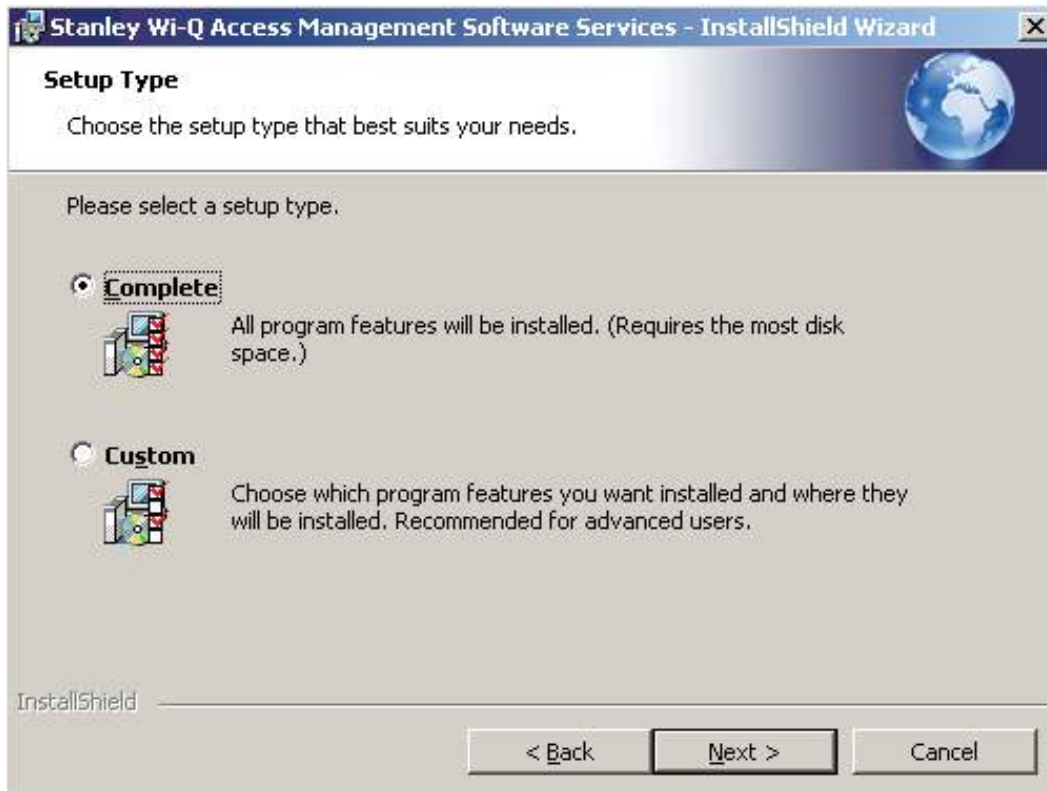 Stanley Wi-Q Access Management Software Services - InstallShield Wizard
Setup Type
Choose the setup type that best suits your needs.
Please select a setup type.
Complete
All program features will be installed. (Requires the most disk
space.)
Custom
Choose which program features you want installed and where they
will be installed. Recommended for advanced users.
InstallShield
< Back
Next >
Cancel